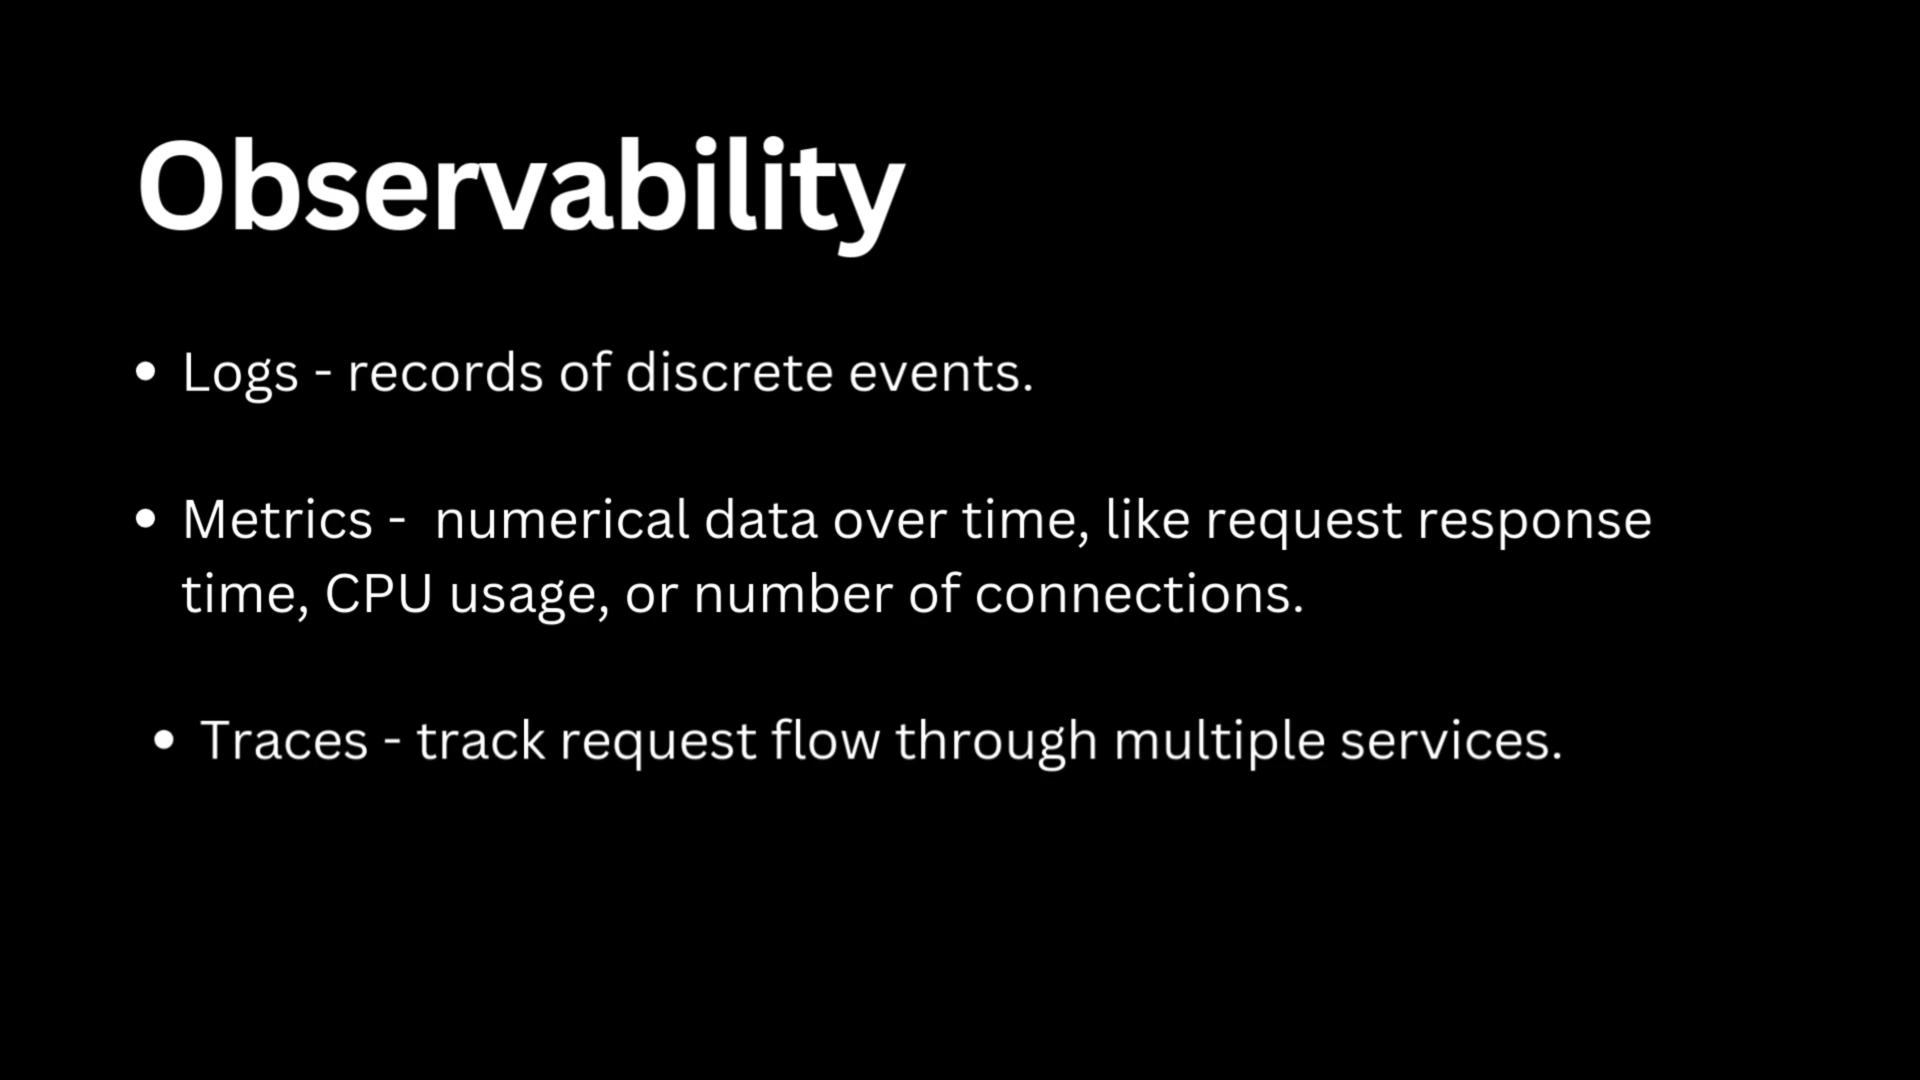 Observability
• Logs - records of discrete events.
• Metrics -  numerical data over time, like request response
time, CPU usage, or number of connections.
• Traces - track request flow through multiple services.